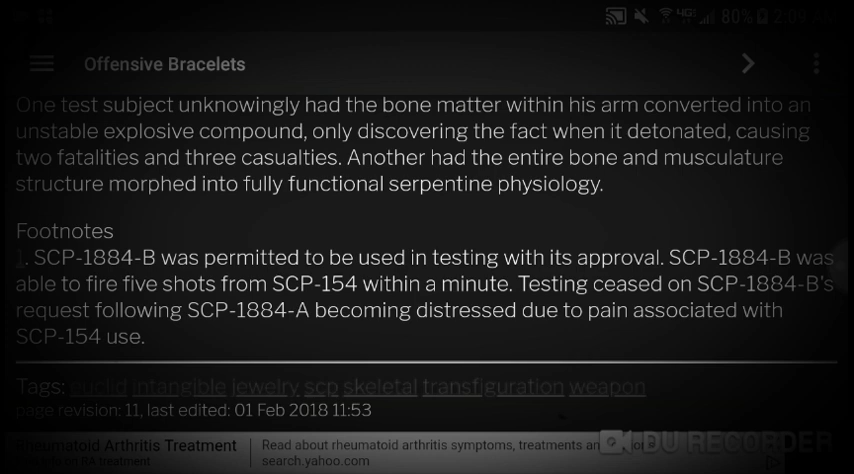 80% 2:09 AM
Offensive Bracelets
One test subject unknowingly had the bone matter within his arm converted into an
unstable explosive compound, only discovering the fact when it detonated, causing
two fatalities and three casualties. Another had the entire bone and musculature
structure morphed into fully functional serpentine physiology.
Footnotes
1. SCP-1884-B was permitted to be used in testing with its approval. SCP-1884-B was
able to fire five shots from SCP-154 within a minute. Testing ceased on SCP-1884-B's
request following SCP-1884-A becoming distressed due to pain associated with
SCP-154 use.
Tags: euclid intangible jewelry scp skeletal transfiguration weapon
page revision: 11, last edited: 01 Feb 2018 11:53
Rheumatoid Arthritis Treatment
Read about rheumatoid arthritis symptoms, treatments
RA treatment
search.yahoo.com
DU RECORDER